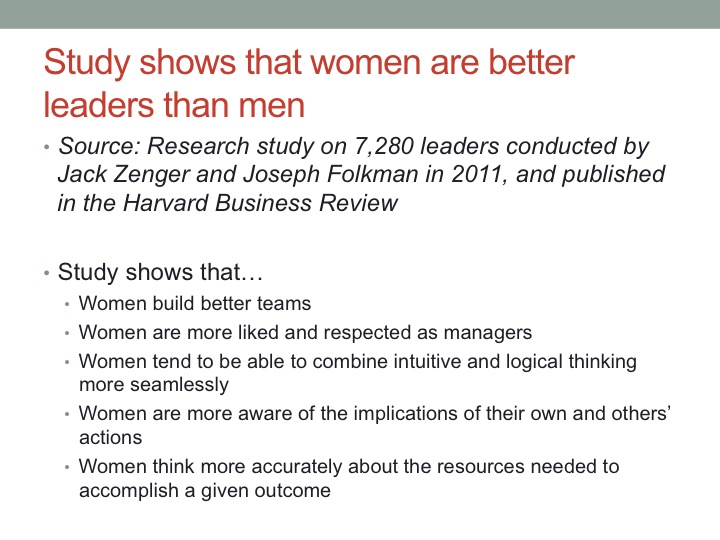 Study shows that women are better
leaders than men
• Source: Research study on 7,280 leaders conducted by
Jack Zenger and Joseph Folkman in 2011, and published
in the Harvard Business Review
• Study shows that…
• Women build better teams
• Women are more liked and respected as managers
• Women tend to be able to combine intuitive and logical thinking
more seamlessly
• Women are more aware of the implications of their own and others’
actions
• Women think more accurately about the resources needed to
accomplish a given outcome